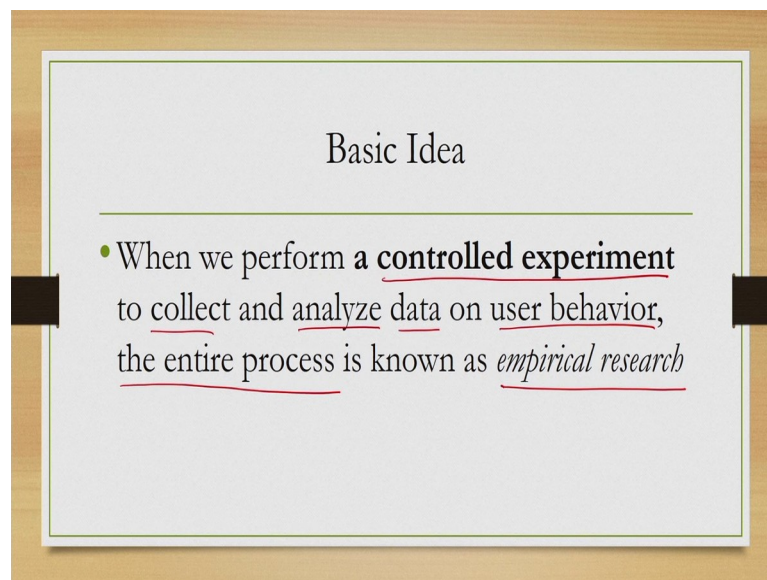 Basic Idea
•When we perform a controlled experiment
to collect and analyze data on user behavior,
the entire process is known as empirical research